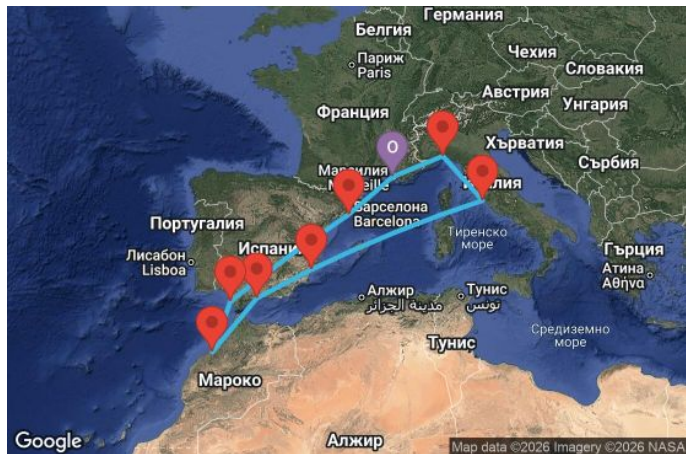 Германия
Белгия
Чехия
Париж
Paris
Словакия
Австрия
Унгария
Франция
Хърватия
O
Сърбия
Италия
Барселона
Barcelona
Португалия
Тиренско
море
Испания
Гърция
Лисабон
Lisboa
Атина
Αθήνα
Алжир
مدينة الجزائر
Тунис
تونس
Средиземно
море
Тунис
Мароко
Алжир
Google
Map data ©2026 Imagery ©2026 NASA